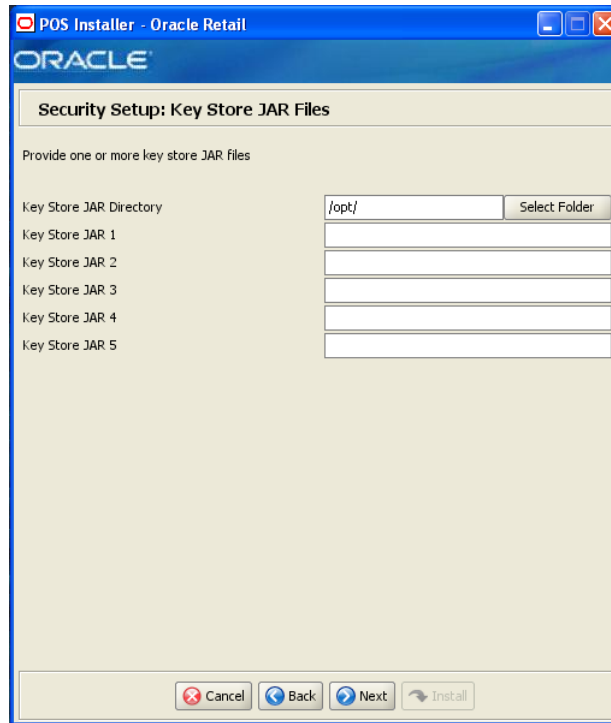 POS Installer - Oracle Retail
ORACLE
Security Setup: Key Store JAR Files
Provide one or more key store JAR files
Key Store JAR Directory /opt/ Select Folder
Key Store JAR 1
Key Store JAR 2
Key Store JAR 3
Key Store JAR 4
Key Store JAR 5
Cancel Back Next Install